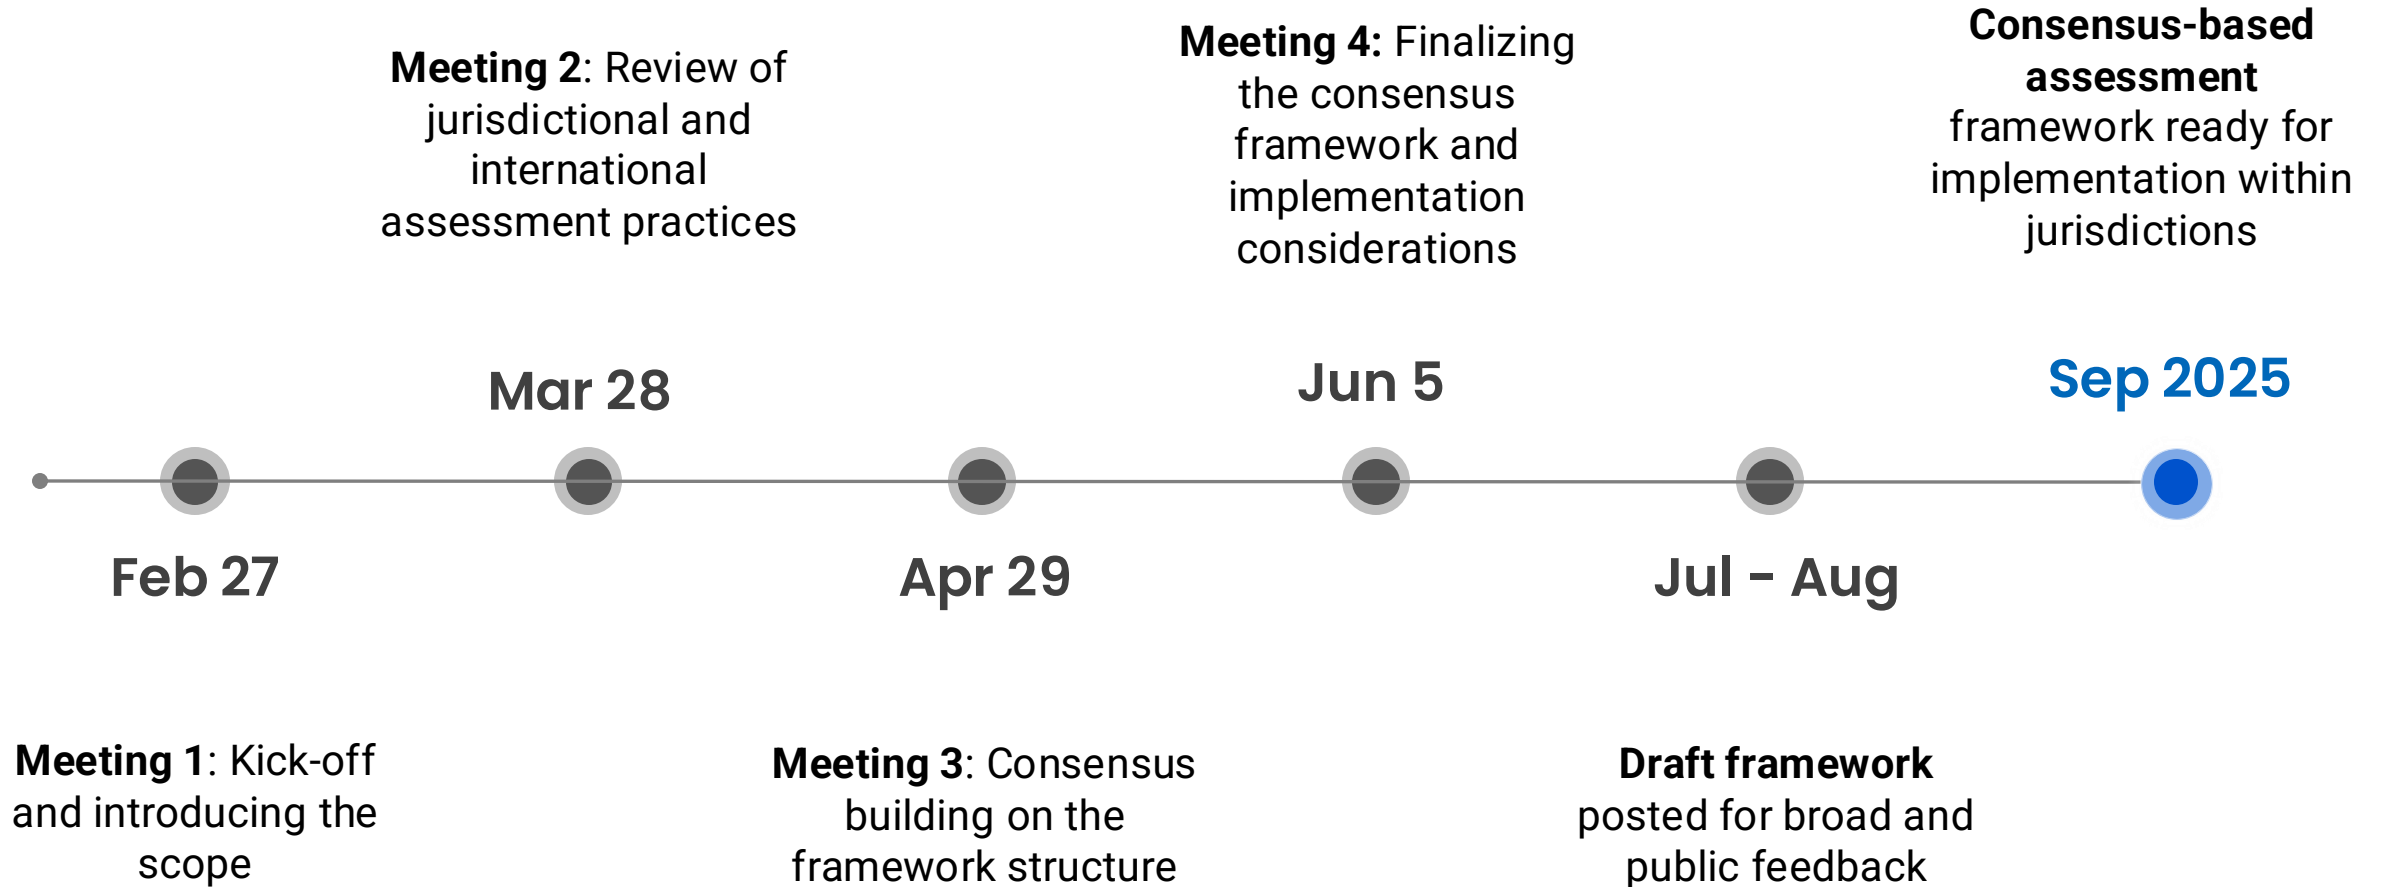 Meeting 2: Review of
jurisdictional and
international
assessment practices
Meeting 4: Finalizing
the consensus
framework and
implementation
considerations
Consensus-based
assessment
framework ready for
implementation within
jurisdictions
Mar 28
Jun 5
Sep 2025
Feb 27
Apr 29
Jul - Aug
Meeting 1: Kick-off
and introducing the
scope
Meeting 3: Consensus
building on the
framework structure
Draft framework
posted for broad and
public feedback